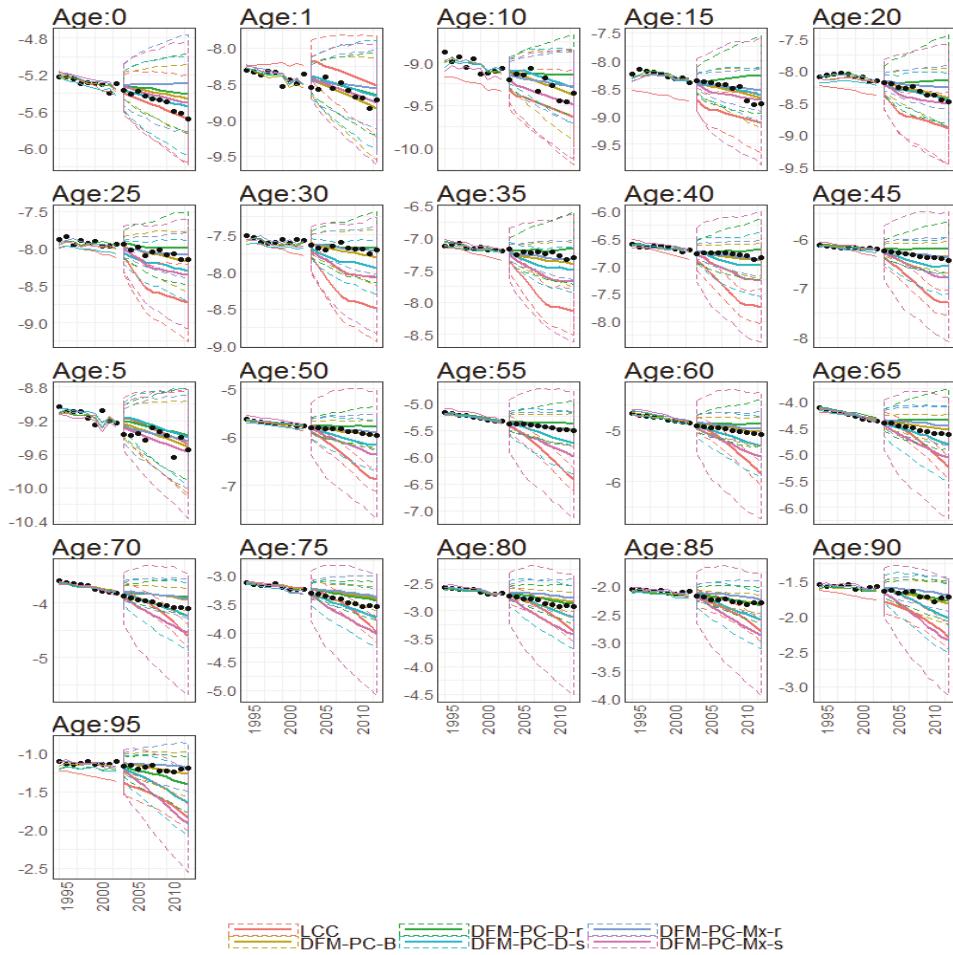 Age:0 Age:1 Age:10 Age:15 Age:20
-4.8 -5.2 -5.6 -6.0
-8.0 -8.5 -9.0 -9.5
-9.0 -9.5 -10.0
-7.5 -8.0 -8.5 -9.0 -9.5
-7.5 -8.0 -8.5 -9.0 -9.5
Age:25 Age:30 Age:35 Age:40 Age:45
-7.5 -8.0 -8.5 -9.0
-7.5 -8.0 -8.5 -9.0
-6.5 -7.0 -7.5 -8.0 -8.5
-6.0 -6.5 -7.0 -7.5 -8.0
-6 -7 -8
Age:5 Age:50 Age:55 Age:60 Age:65
-8.8 -9.2 -9.6 -10.0 -10.4
-5 -6 -7
-5.0 -5.5 -6.0 -6.5 -7.0
-5 -6
-4.0 -4.5 -5.0 -5.5 -6.0
Age:70 Age:75 Age:80 Age:85 Age:90
-4 -5
-3.0 -3.5 -4.0 -4.5 -5.0
-2.5 -3.0 -3.5 -4.0 -4.5
-2.0 -2.5 -3.0 -3.5 -4.0
-1.5 -2.0 -2.5 -3.0
1995 2000 2005 2010
1995 2000 2005 2010
1995 2000 2005 2010
1995 2000 2005 2010
Age:95
-1.0 -1.5 -2.0 -2.5
1995 2000 2005 2010
LCC DFM-PC-D-r DFM-PC-Mx-r
DFM-PC-B DFM-PC-D-s DFM-PC-Mx-s